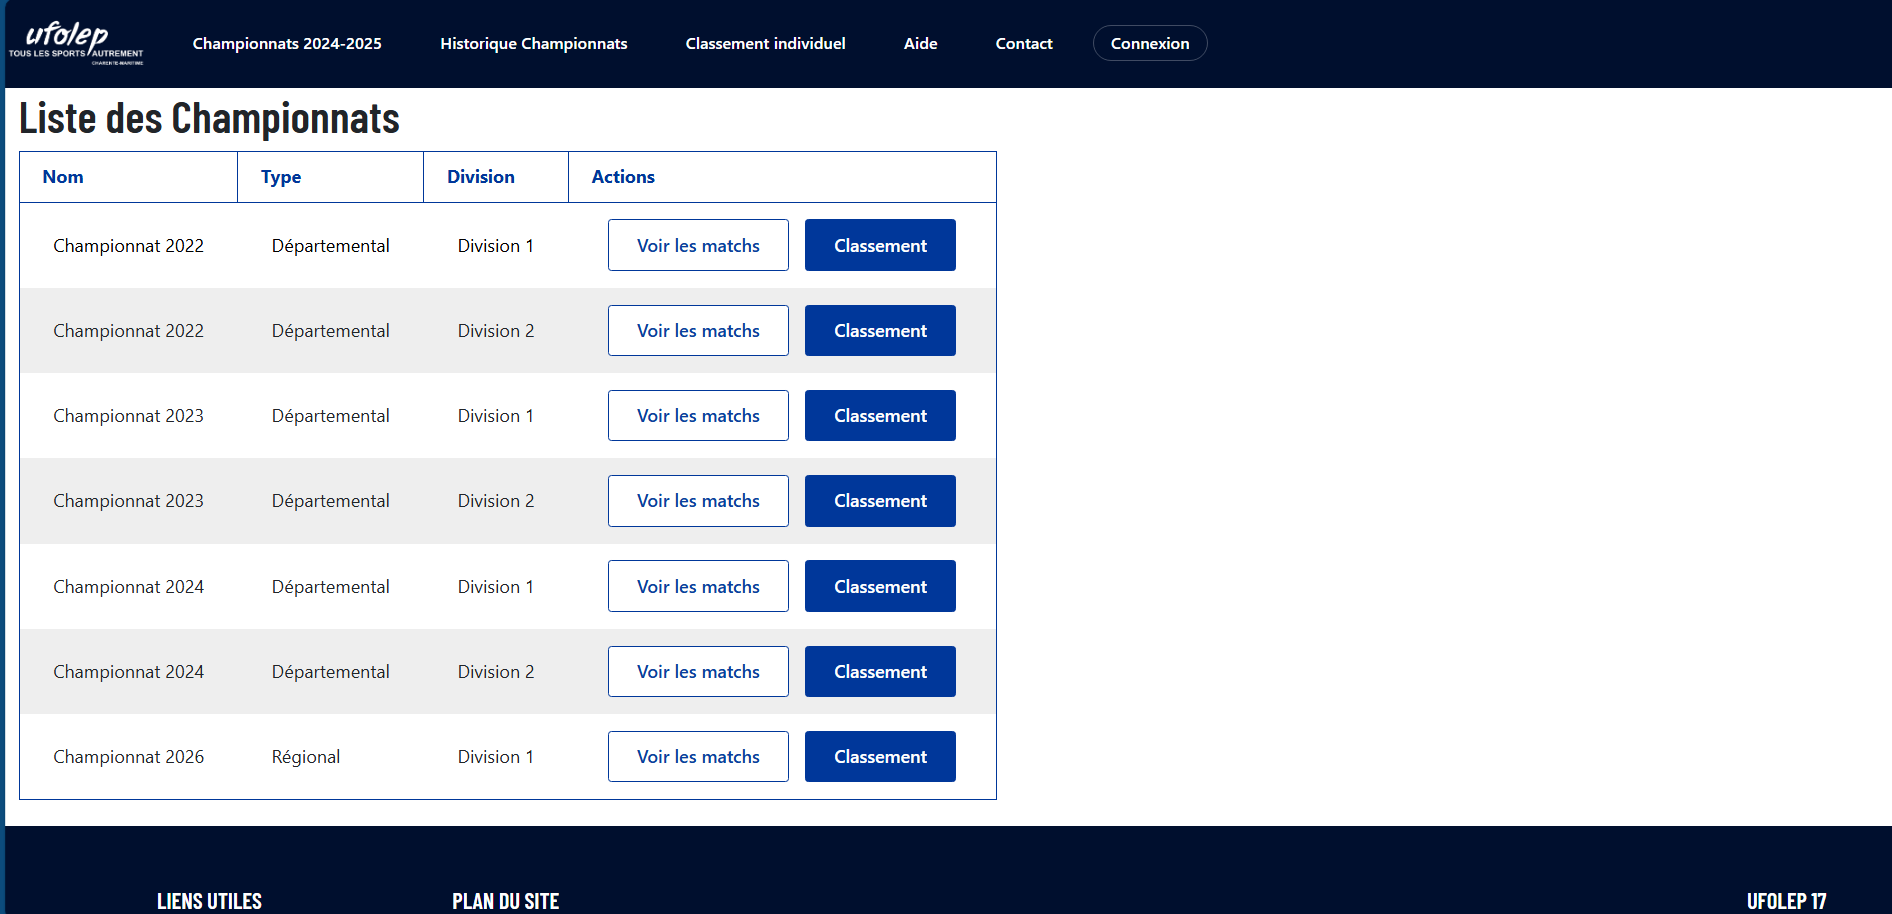 ufolep
TOUS LES SPORTS AUTREMENT
CHARENTE-MARITIME
Championnats 2024-2025 Historique Championnats Classement individuel Aide Contact Connexion
Liste des Championnats
Nom Type Division Actions
Championnat 2022 Départemental Division 1 Voir les matchs Classement
Championnat 2022 Départemental Division 2 Voir les matchs Classement
Championnat 2023 Départemental Division 1 Voir les matchs Classement
Championnat 2023 Départemental Division 2 Voir les matchs Classement
Championnat 2024 Départemental Division 1 Voir les matchs Classement
Championnat 2024 Départemental Division 2 Voir les matchs Classement
Championnat 2026 Régional Division 1 Voir les matchs Classement
LIENS UTILES PLAN DU SITE UFOLEP 17